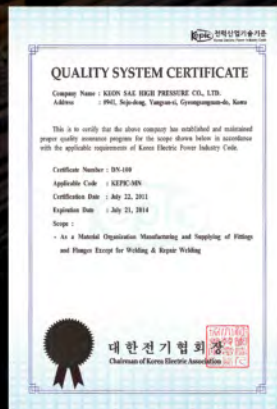 kepic 전력산업기술기준
QUALITY SYSTEM CERTIFICATE
Company Name : KEON SAE HIGH PRESSURE CO., LTD.
Address : #941, Soju-dong, Yangsan-si, Gyeongsangnam-do, Korea
This is to certify that the above company has established and maintained
proper quality assurance program for the scope shown below in accordance
with the applicable requirements of Korea Electric Power Industry Code.
Certificate Number : DN-100
Applicable Code : KEPIC-MN
Certification Date : July 22, 2011
Expiration Date : July 21, 2014
Scope :
- As a Material Organization Manufacturing and Supplying of Fittings
and Flanges Except for Welding & Repair Welding
대한전기협회장
Chairman of Korea Electric Association